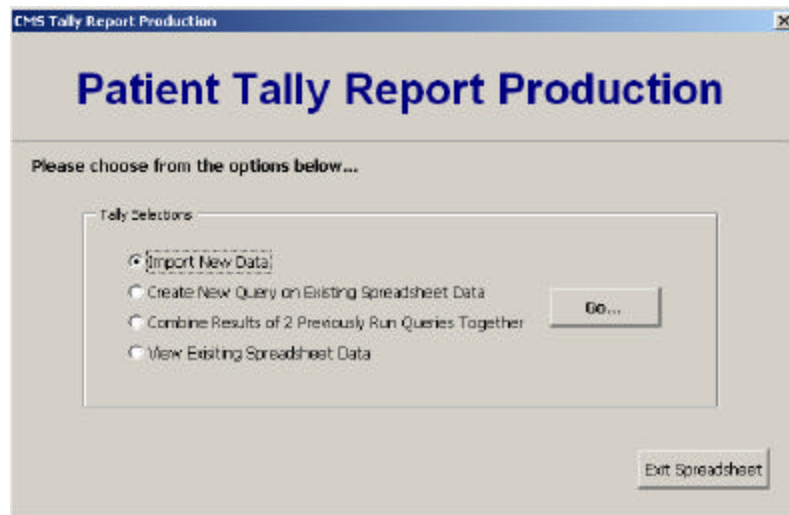 CMS Tally Report Production
Patient Tally Report Production
Please choose from the options below...
Tally Selections
Import New Data
Create New Query on Existing Spreadsheet Data
Go...
Combine Results of 2 Previously Run Queries Together
View Exisiting Spreadsheet Data
Exit Spreadsheet